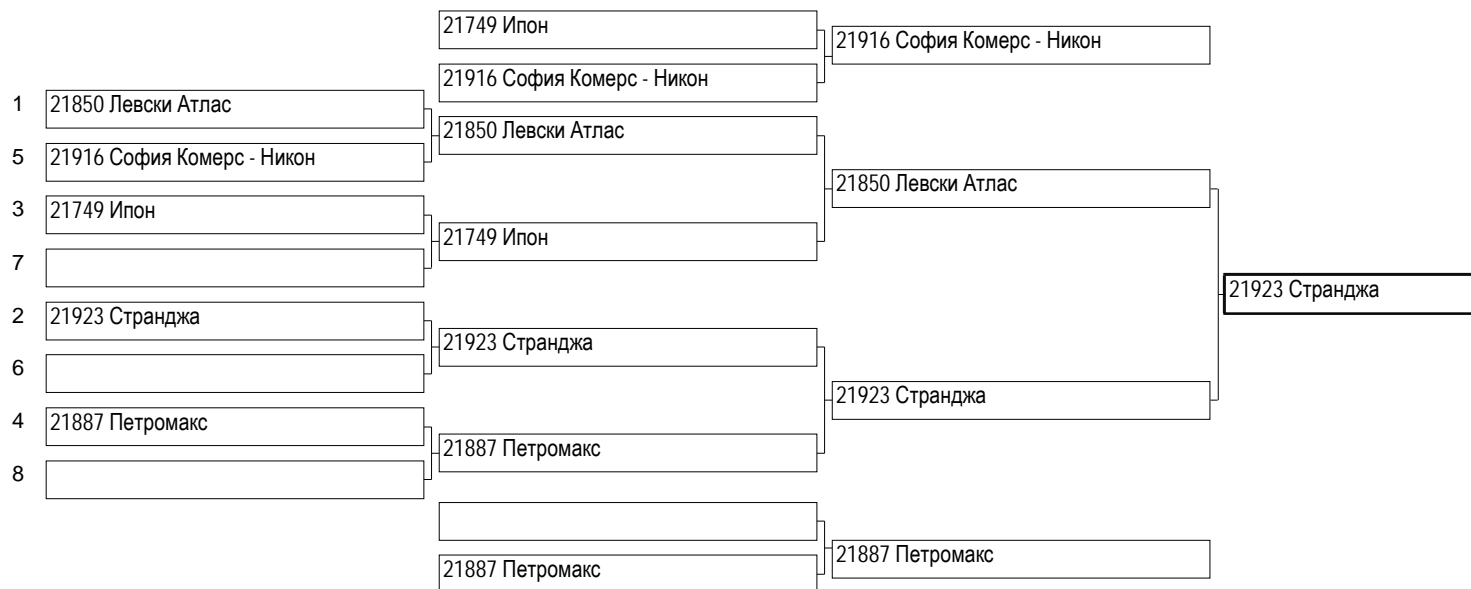 21749 Ипон
21916 София Комерс - Никон
21916 София Комерс - Никон
1 21850 Левски Атлас
21850 Левски Атлас
5 21916 София Комерс - Никон
21850 Левски Атлас
3 21749 Ипон
21749 Ипон
7
21923 Странджа
2 21923 Странджа
21923 Странджа
6
21923 Странджа
4 21887 Петромакс
21887 Петромакс
8
21887 Петромакс
21887 Петромакс